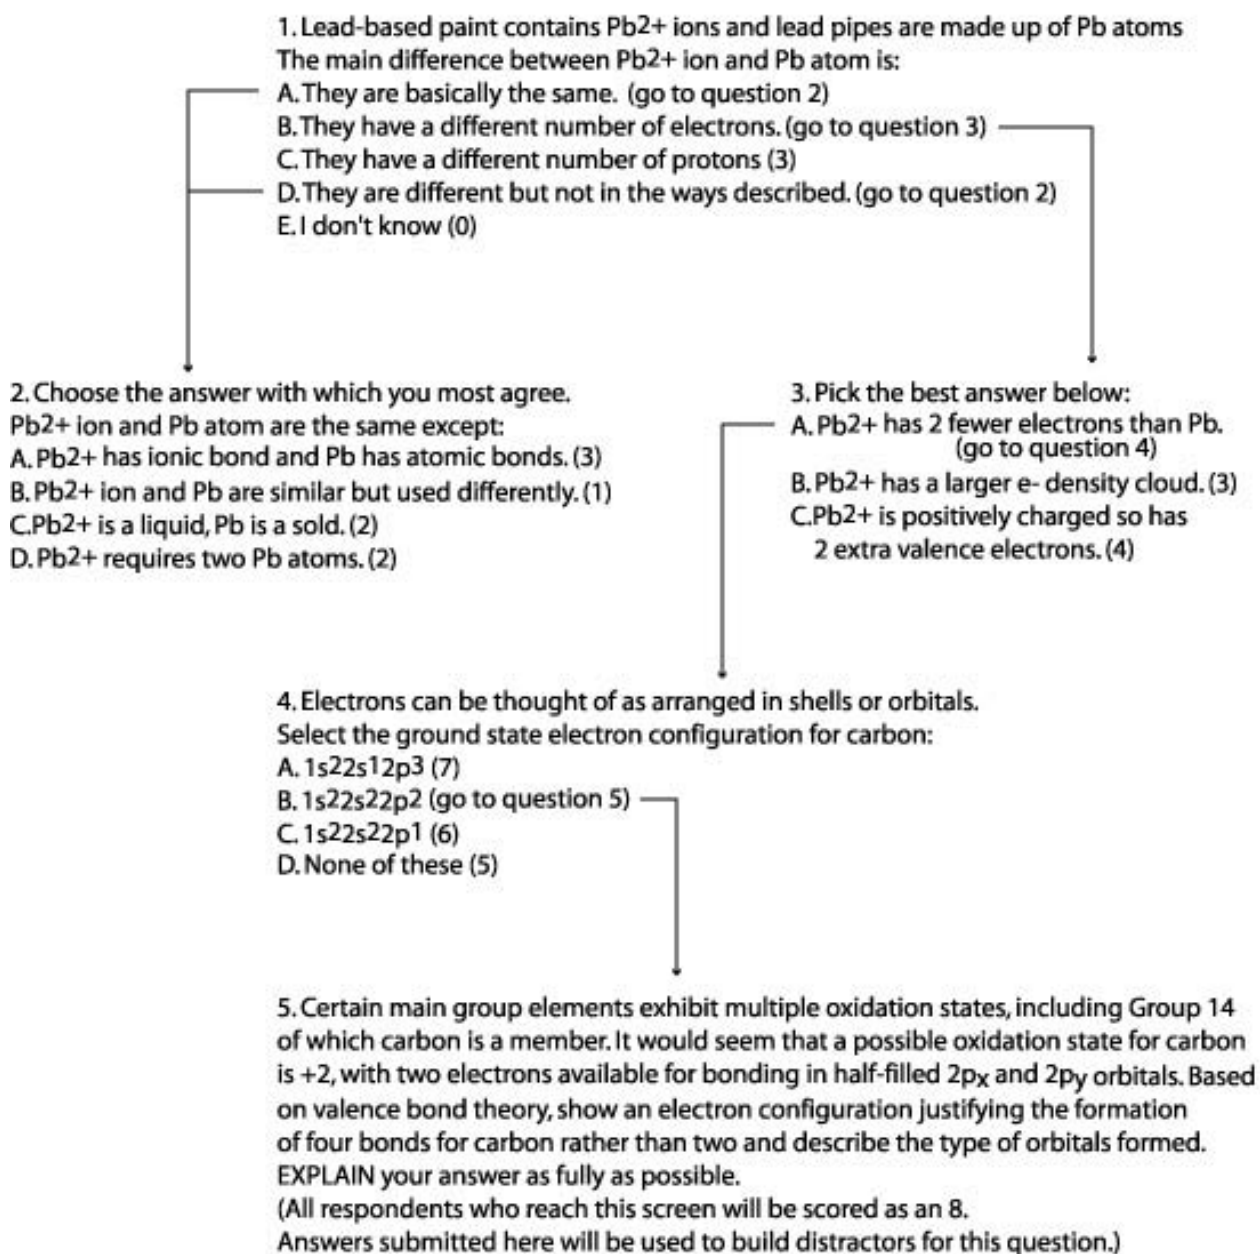 1. Lead-based paint contains Pb2+ ions and lead pipes are made up of Pb atoms
The main difference between Pb2+ ion and Pb atom is:
A. They are basically the same. (go to question 2)
B. They have a different number of electrons. (go to question 3)
C. They have a different number of protons (3)
D. They are different but not in the ways described. (go to question 2)
E. I don't know (0)
2. Choose the answer with which you most agree.
Pb2+ ion and Pb atom are the same except:
A. Pb2+ has ionic bond and Pb has atomic bonds. (3)
B. Pb2+ ion and Pb are similar but used differently. (1)
C.Pb2+ is a liquid, Pb is a sold. (2)
D. Pb2+ requires two Pb atoms. (2)
3. Pick the best answer below:
A. Pb2+ has 2 fewer electrons than Pb.
(go to question 4)
B. Pb2+ has a larger e- density cloud. (3)
C.Pb2+ is positively charged so has
2 extra valence electrons. (4)
4. Electrons can be thought of as arranged in shells or orbitals.
Select the ground state electron configuration for carbon:
A. 1s22s12p3 (7)
B. 1s22s22p2 (go to question 5)
C. 1s22s22p1 (6)
D. None of these (5)
5. Certain main group elements exhibit multiple oxidation states, including Group 14
of which carbon is a member. It would seem that a possible oxidation state for carbon
is +2, with two electrons available for bonding in half-filled 2px and 2py orbitals. Based
on valence bond theory, show an electron configuration justifying the formation
of four bonds for carbon rather than two and describe the type of orbitals formed.
EXPLAIN your answer as fully as possible.
(All respondents who reach this screen will be scored as an 8.
Answers submitted here will be used to build distractors for this question.)